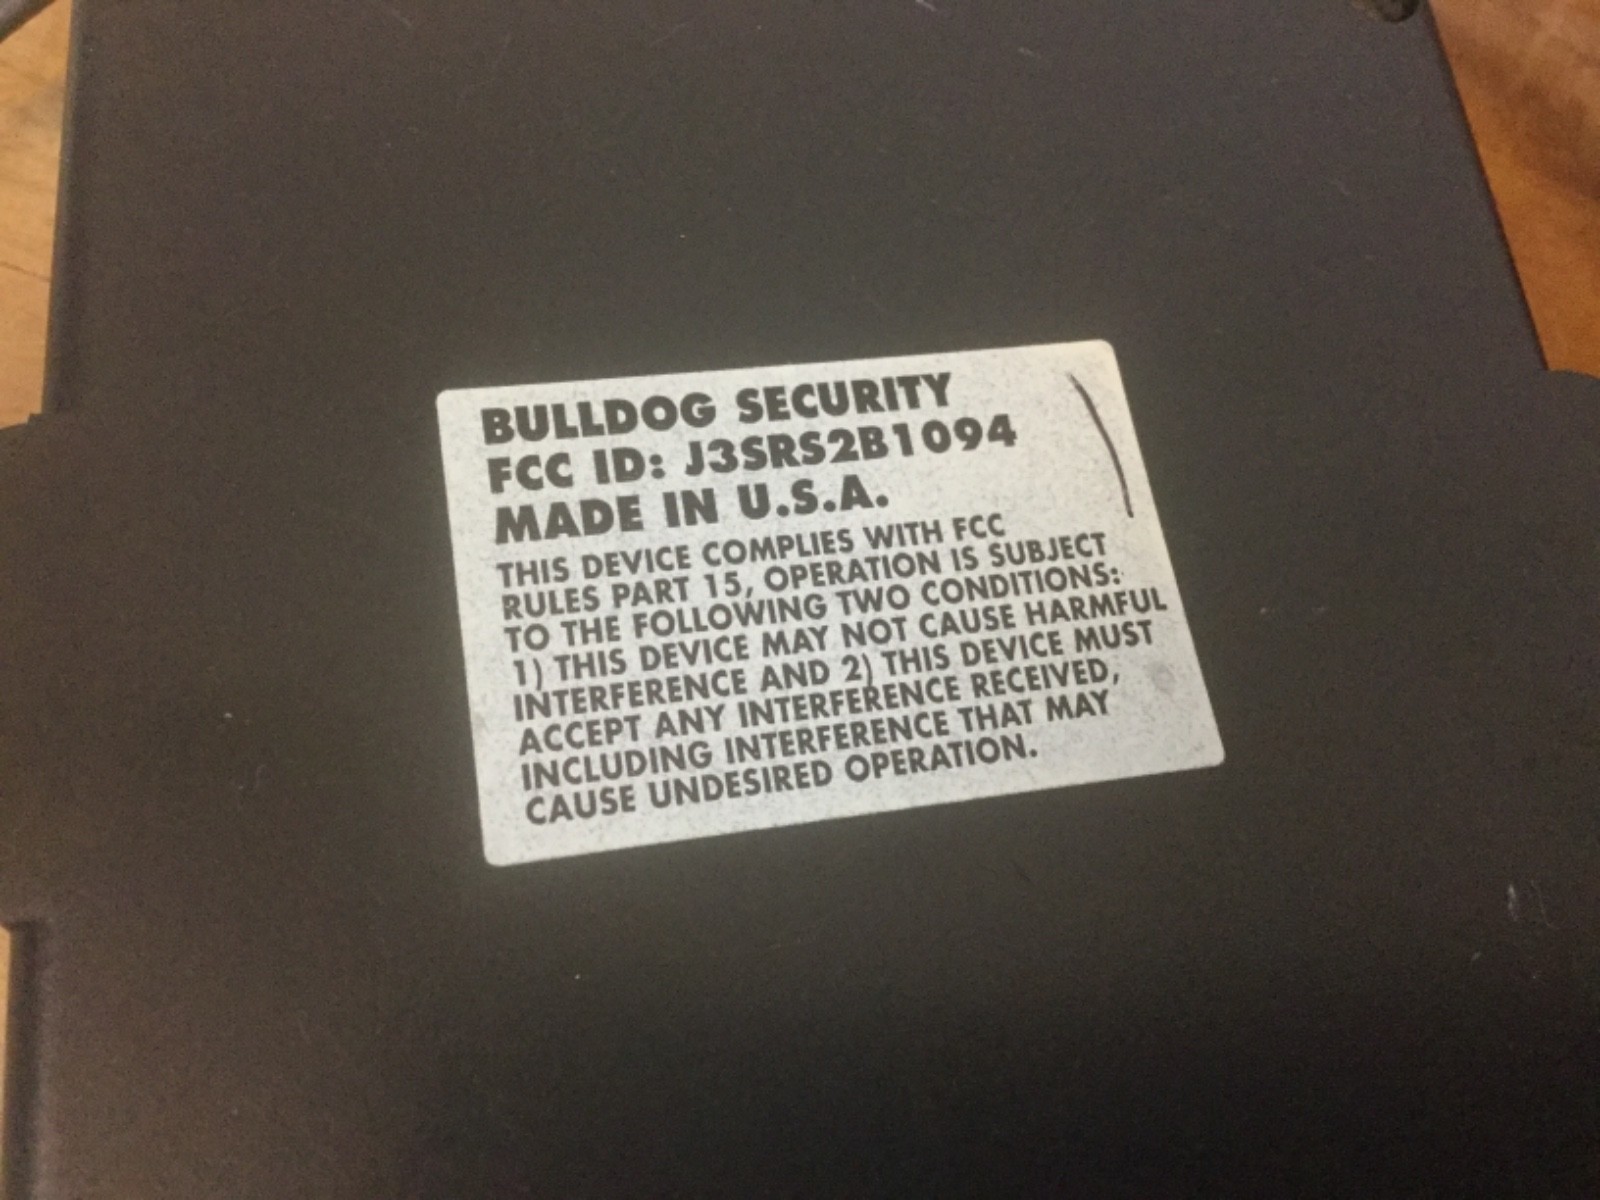 BULLDOG SECURITY
FCC ID: J3SRS2B1094
MADE IN U.S.A.
THIS DEVICE COMPLIES WITH FCC
RULES PART 15, OPERATION IS SUBJECT
TO THE FOLLOWING TWO CONDITIONS:
1) THIS DEVICE MAY NOT CAUSE HARMFUL
INTERFERENCE AND 2) THIS DEVICE MUST
ACCEPT ANY INTERFERENCE RECEIVED,
INCLUDING INTERFERENCE THAT MAY
CAUSE UNDESIRED OPERATION.